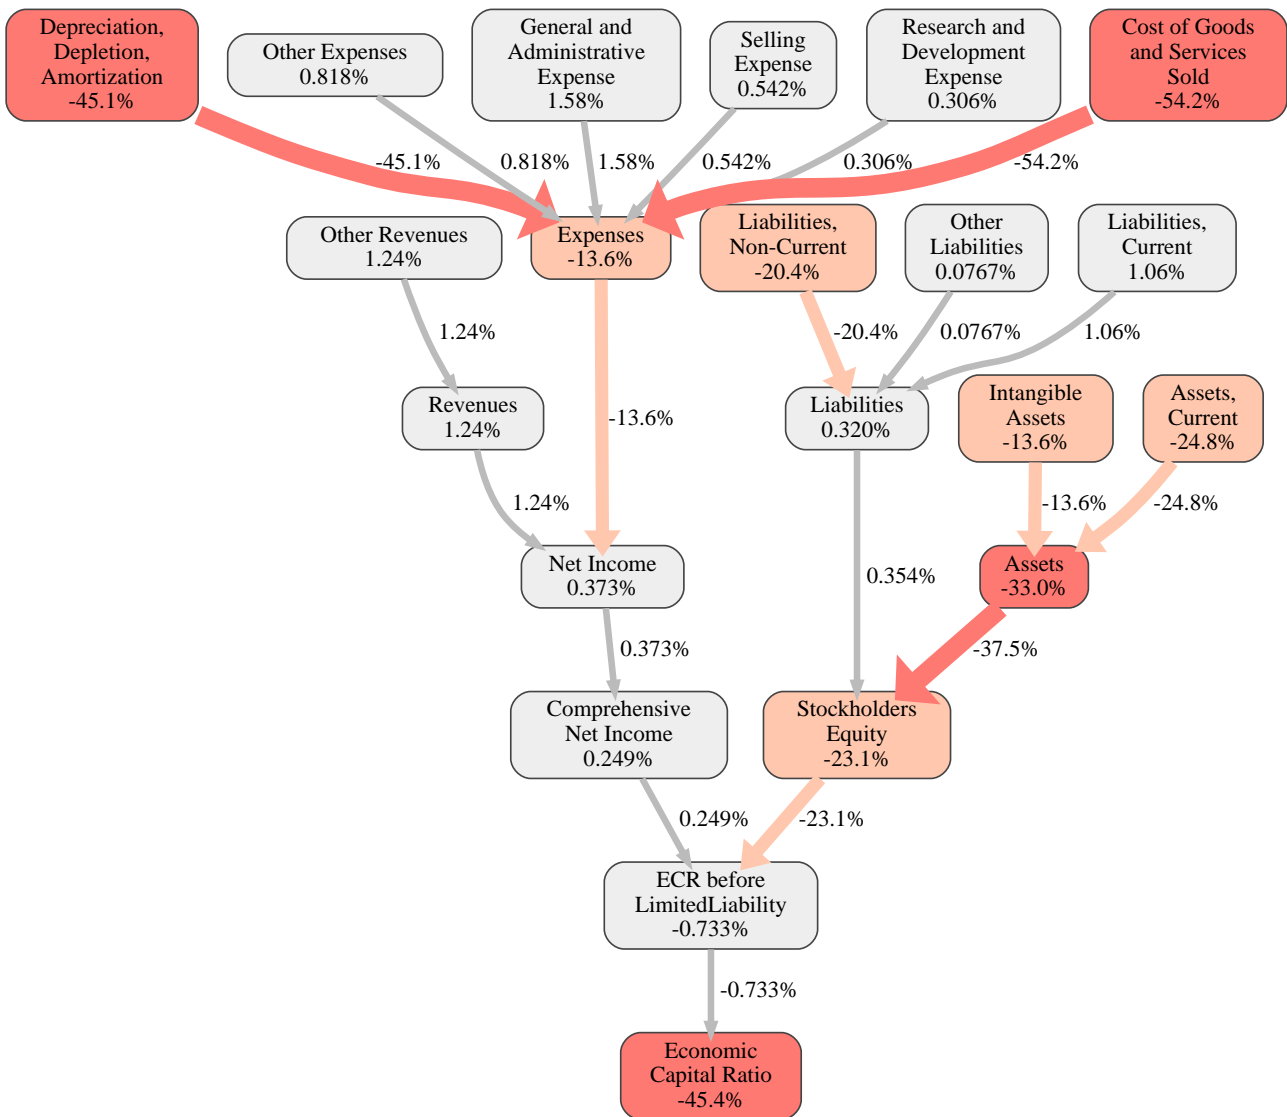 Depreciation,
Depletion,
Amortization
-45.1%
Other Expenses
0.818%
General and
Administrative
Expense
1.58%
Selling
Expense
0.542%
Research and
Development
Expense
0.306%
Cost of Goods
and Services
Sold
-54.2%
-45.1%
0.818%
1.58%
0.542%
0.306%
-54.2%
Other Revenues
1.24%
Expenses
-13.6%
Liabilities,
Non-Current
-20.4%
Other
Liabilities
0.0767%
Liabilities,
Current
1.06%
1.24%
-20.4%
0.0767%
1.06%
Revenues
1.24%
-13.6%
Liabilities
0.320%
Intangible
Assets
-13.6%
Assets,
Current
-24.8%
1.24%
-13.6%
-24.8%
Net Income
0.373%
0.354%
Assets
-33.0%
0.373%
-37.5%
Comprehensive
Net Income
0.249%
Stockholders
Equity
-23.1%
0.249%
-23.1%
ECR before
LimitedLiability
-0.733%
-0.733%
Economic
Capital Ratio
-45.4%